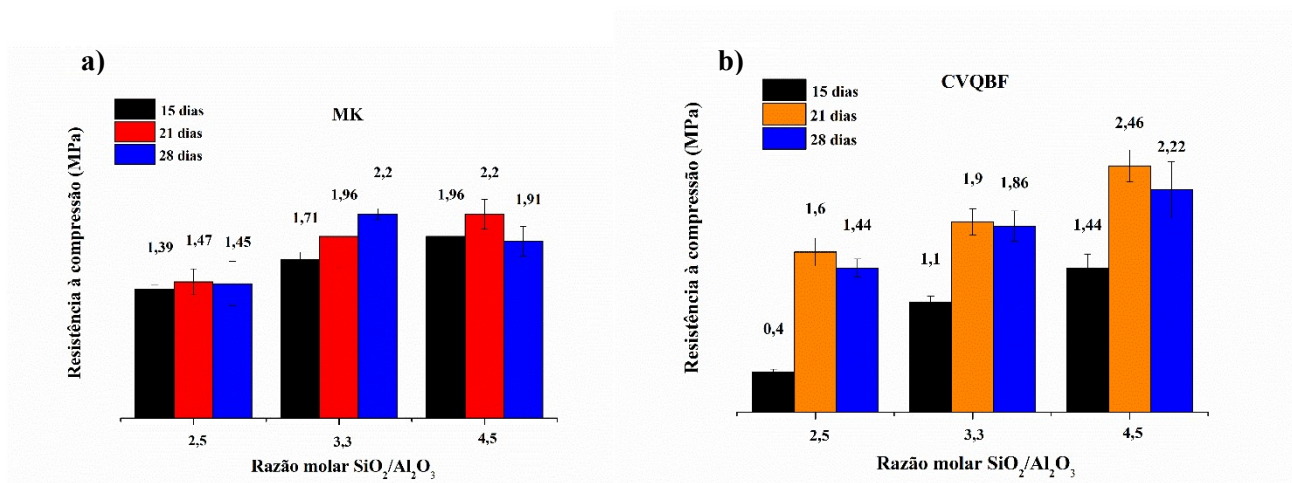 a)
15 dias
21 dias
28 dias
MK
Resistência à compressão (MPa)
1,39
1,47
1,45
1,71
1,96
2,2
1,96
2,2
1,91
2,5
3,3
4,5
Razão molar SiO₂/Al₂O₃
b)
15 dias
21 dias
28 dias
CVQBF
Resistência à compressão (MPa)
0,4
1,6
1,44
1,1
1,9
1,86
1,44
2,46
2,22
2,5
3,3
4,5
Razão molar SiO₂/Al₂O₃